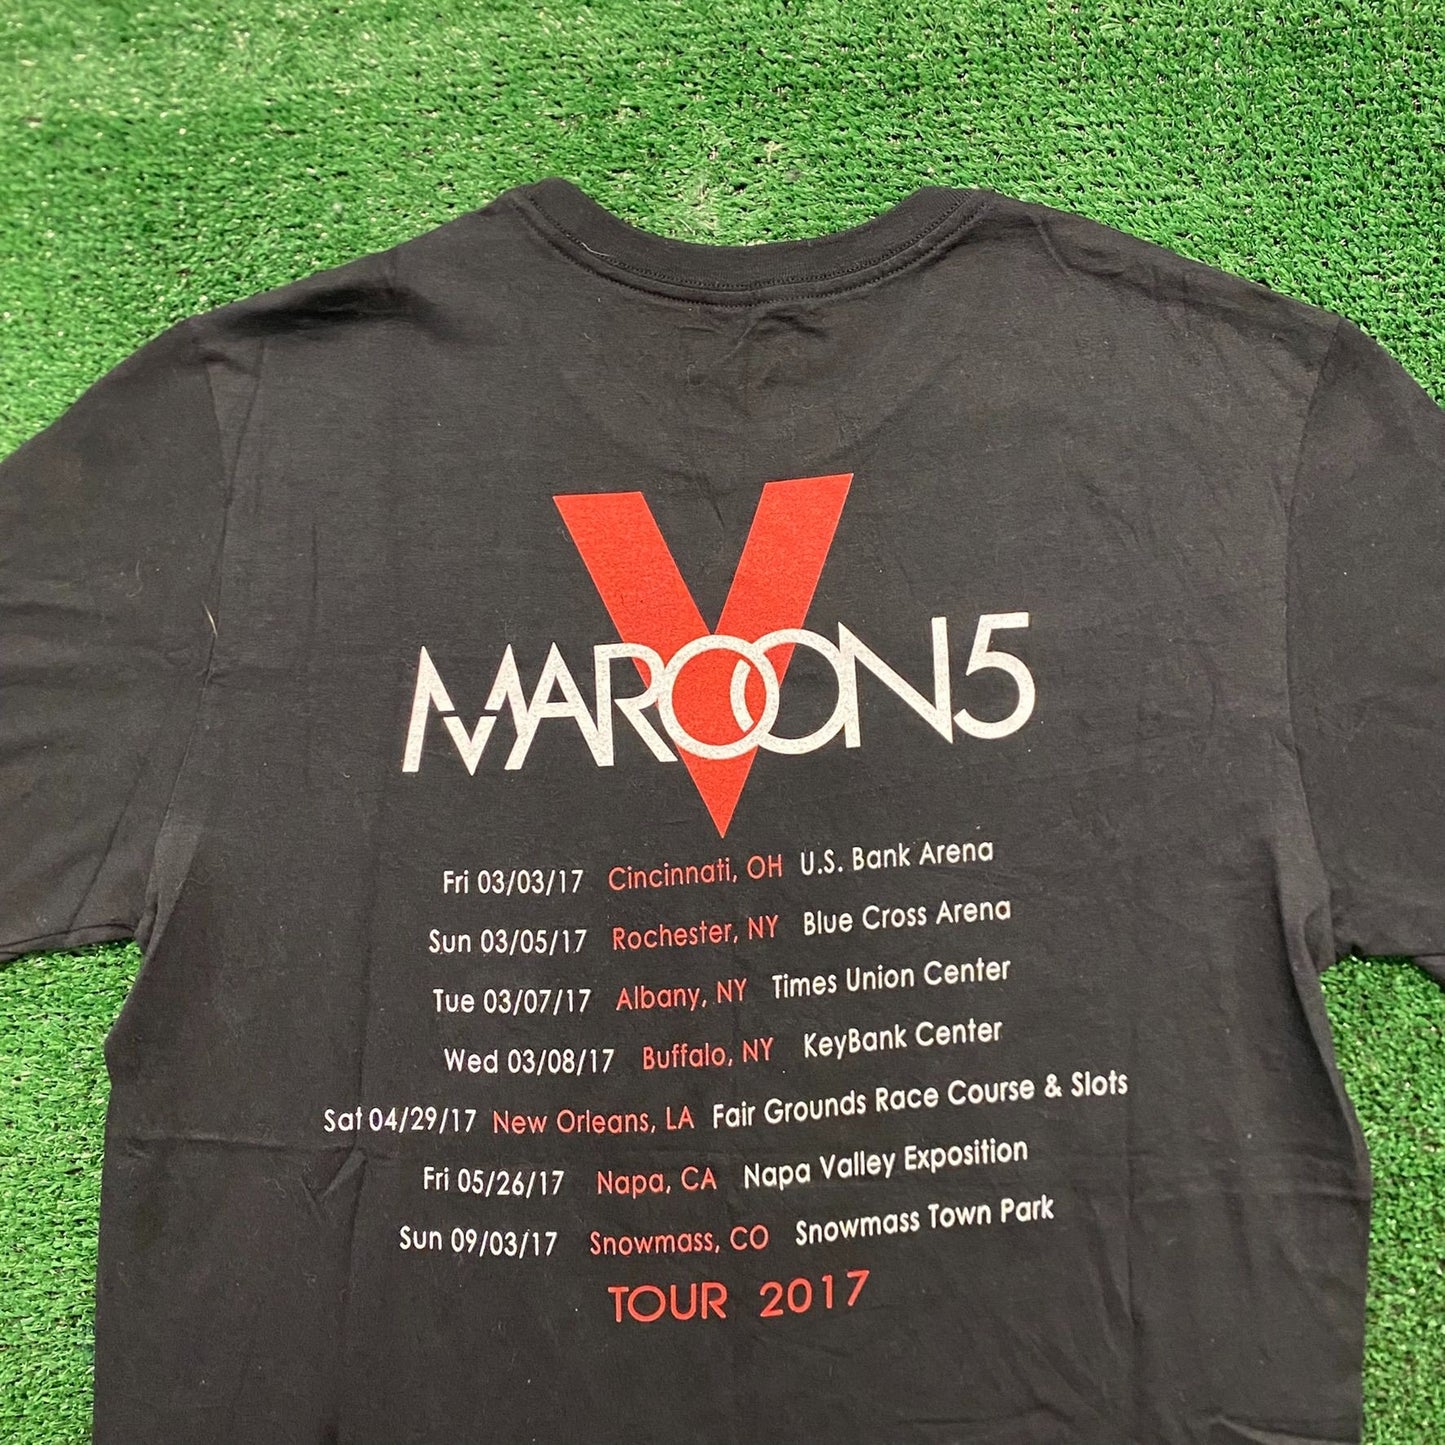 V
MAROON5
Fri 03/03/17 Cincinnati, OH U.S. Bank Arena
Sun 03/05/17 Rochester, NY Blue Cross Arena
Tue 03/07/17 Albany, NY Times Union Center
Wed 03/08/17 Buffalo, NY KeyBank Center
Sat 04/29/17 New Orleans, LA Fair Grounds Race Course & Slots
Fri 05/26/17 Napa, CA Napa Valley Exposition
Sun 09/03/17 Snowmass, CO Snowmass Town Park
TOUR 2017